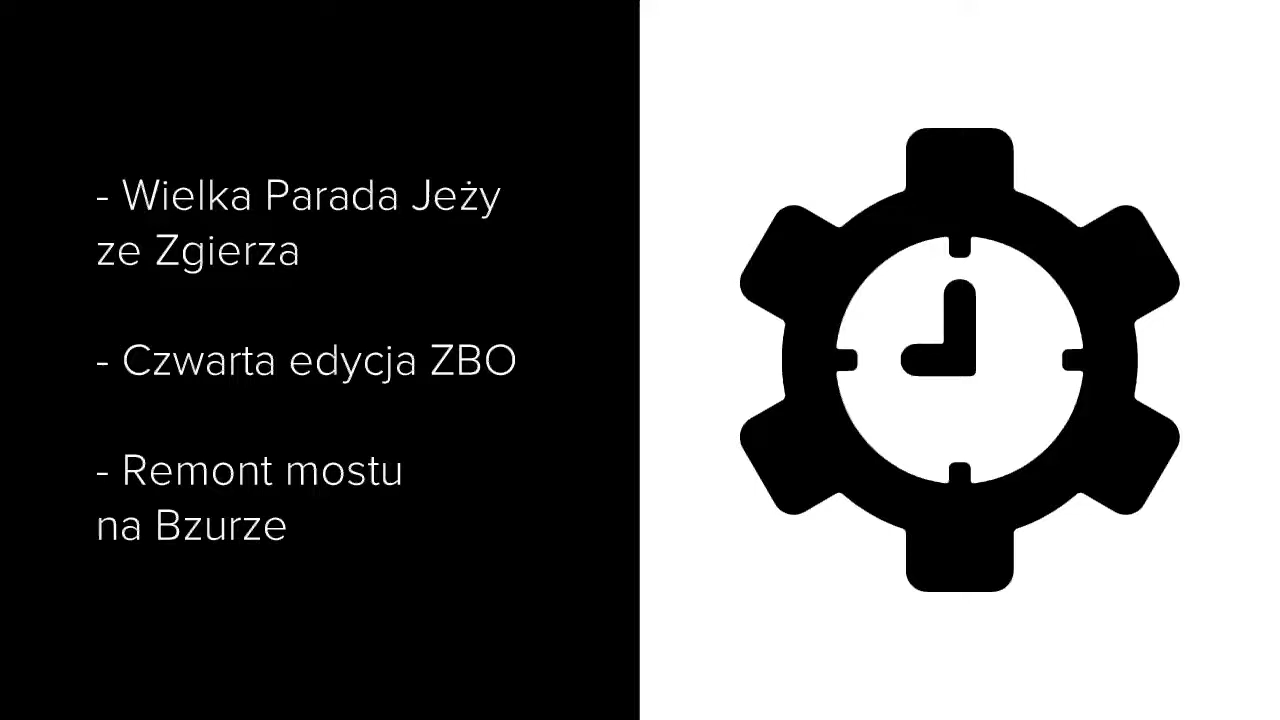 - Wielka Parada Jeży
ze Zgierza
- Czwarta edycja ZBO
- Remont mostu
na Bzurze